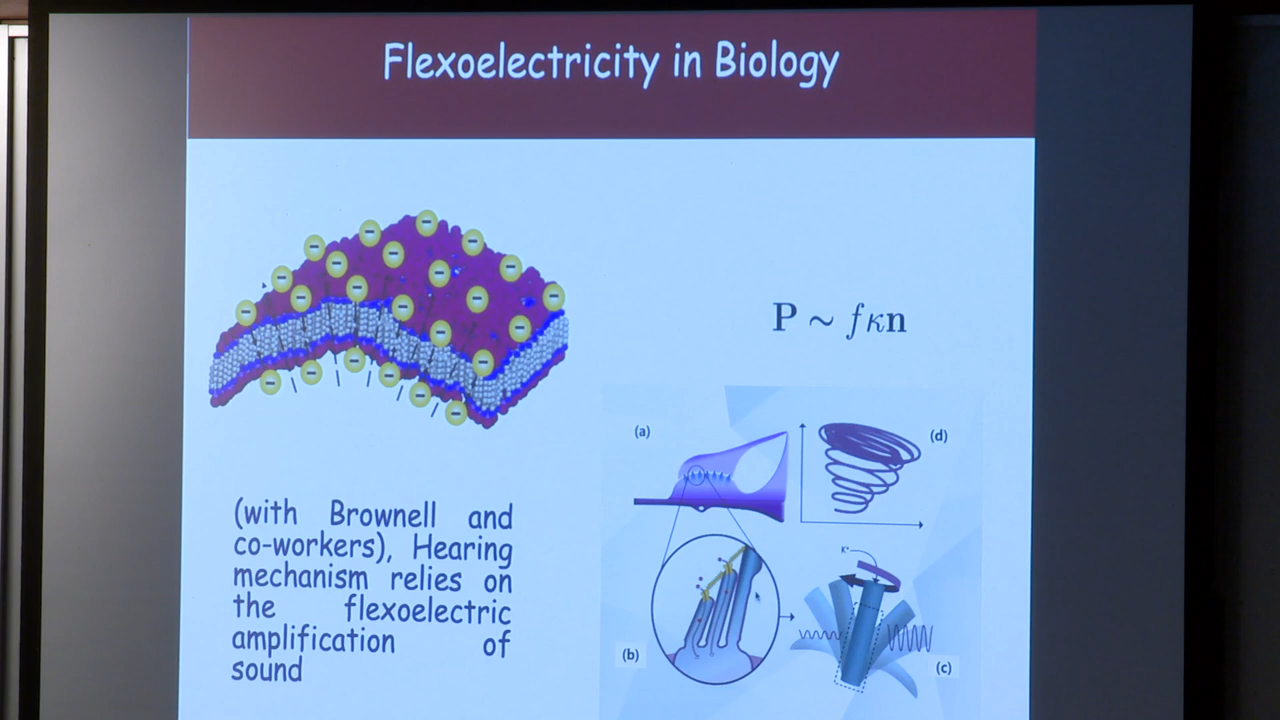 Flexoelectricity in Biology
P ~ fκn
(with Brownell and
co-workers), Hearing
mechanism relies on
the flexoelectric
amplification of
sound
(a)
(d)
K⁺
(b)
(c)